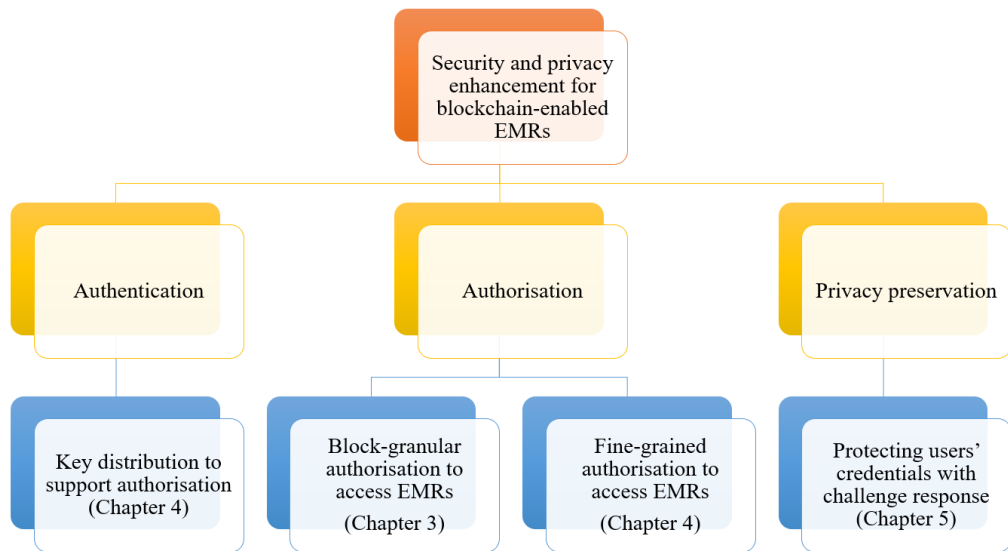 Security and privacy
enhancement for
blockchain-enabled
EMRs
Authentication
Authorisation
Privacy preservation
Key distribution to
support authorisation
(Chapter 4)
Block-granular
authorisation to
access EMRs
(Chapter 3)
Fine-grained
authorisation to
access EMRs
(Chapter 4)
Protecting users’
credentials with
challenge response
(Chapter 5)